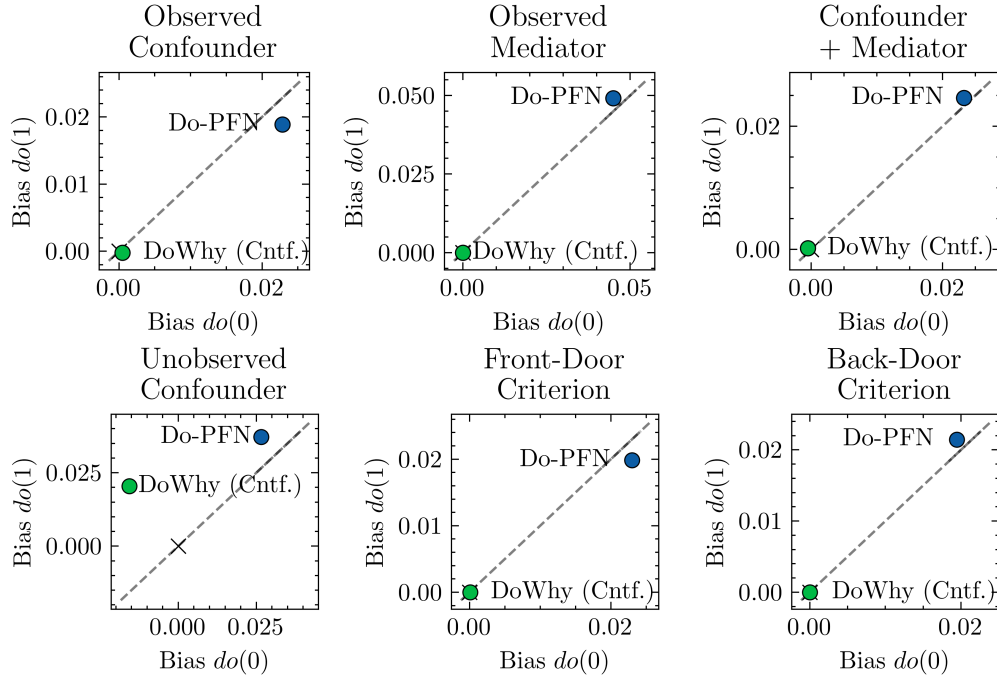 Observed
Confounder
Bias do(1)
0.02
0.01
0.00
Do-PFN
DoWhy (Cntf.)
0.00
0.02
Bias do(0)
Observed
Mediator
0.050
0.025
0.000
Do-PFN
DoWhy (Cntf.)
0.00
0.05
Bias do(1)
Bias do(0)
Confounder
+ Mediator
Bias do(1)
0.02
0.00
Do-PFN
DoWhy (Cntf.)
0.00
0.02
Bias do(0)
Unobserved
Confounder
Bias do(1)
0.025
0.000
Do-PFN
DoWhy (Cntf.)
0.000
0.025
Bias do(0)
Front-Door
Criterion
Bias do(1)
0.02
0.01
0.00
Do-PFN
DoWhy (Cntf.)
0.00
0.02
Bias do(0)
Back-Door
Criterion
Bias do(1)
0.02
0.01
0.00
Do-PFN
DoWhy (Cntf.)
0.00
0.02
Bias do(0)